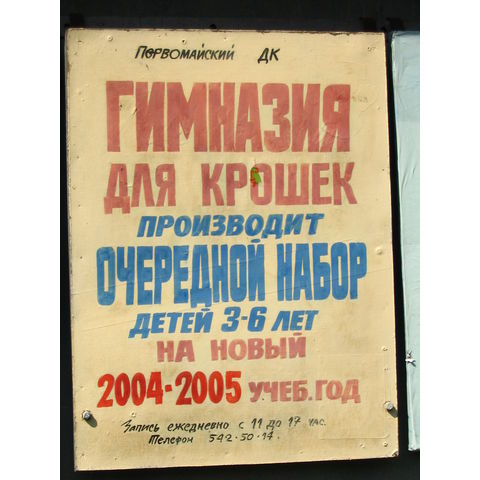 Первомайский ДК
ГИМНАЗИЯ
ДЛЯ КРОШЕК
ПРОИЗВОДИТ
ОЧЕРЕДНОЙ НАБОР
ДЕТЕЙ 3-6 ЛЕТ
НА НОВЫЙ
2004-2005 УЧЕБ.ГОД
Запись ежедневно с 11 до 17 час.
Телефон 542-50-14.